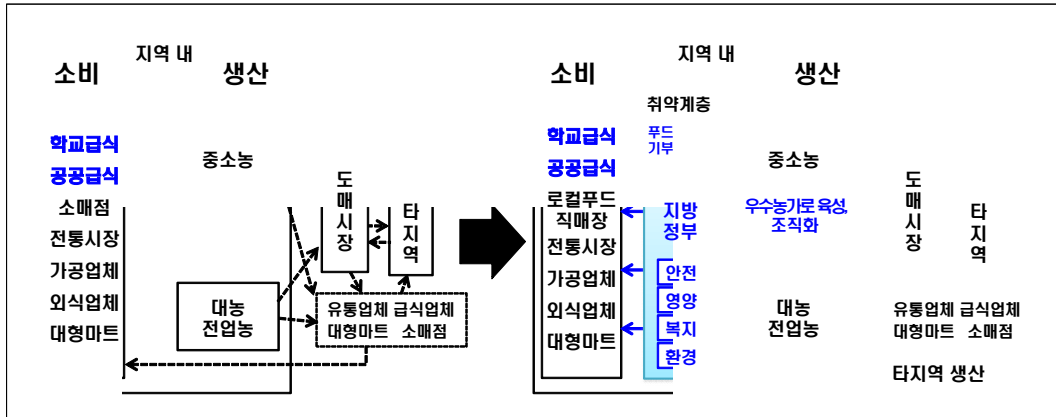 지역 내
소비
생산
학교급식
공공급식
소매점
전통시장
가공업체
외식업체
대형마트
중소농
대농
전업농
도매시장
타지역
유통업체 급식업체
대형마트 소매점
지역 내
소비
생산
취약계층
학교급식
공공급식
로컬푸드
직매장
전통시장
가공업체
외식업체
대형마트
푸드
기부
지방
정부
안전
영양
복지
환경
중소농
우수농가로 육성,
조직화
대농
전업농
도매시장
타지역
유통업체 급식업체
대형마트 소매점
타지역 생산